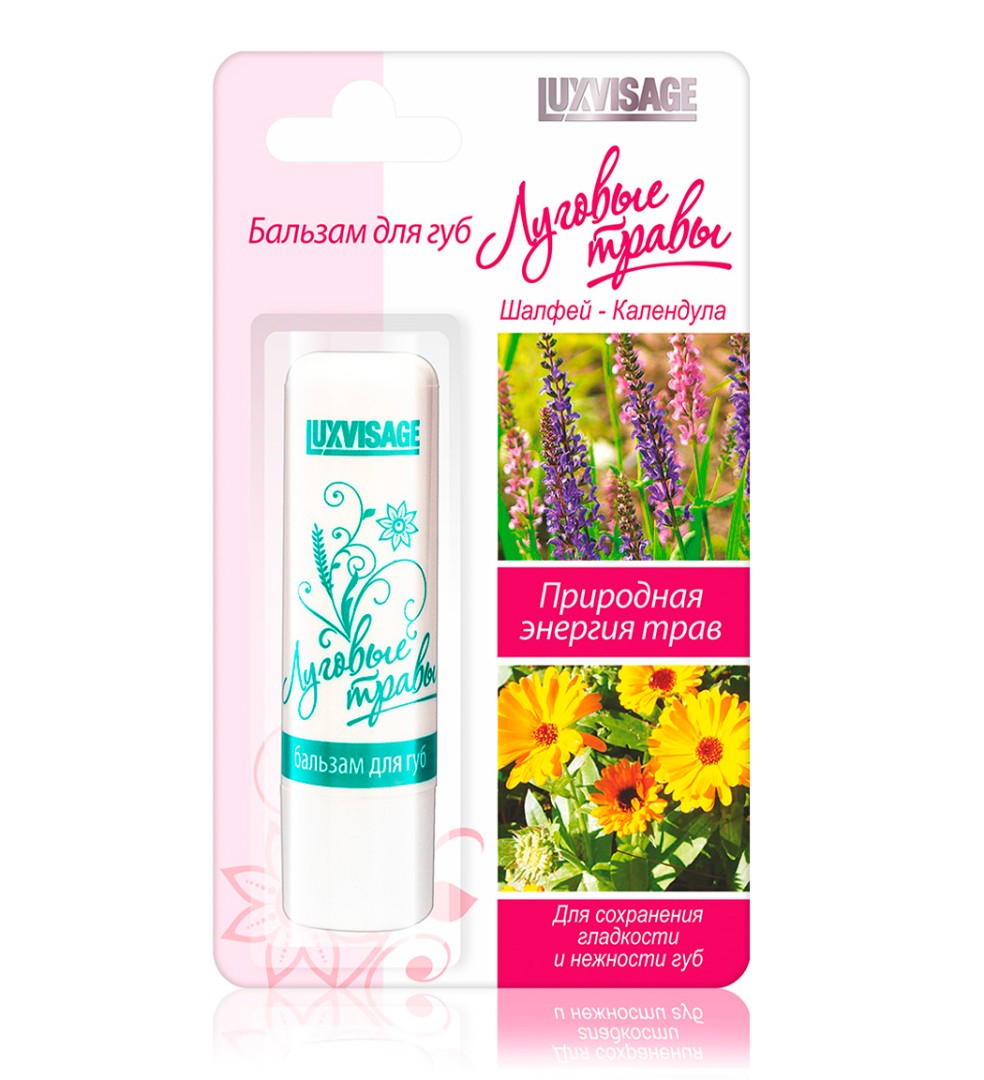 LUXVISAGE
Бальзам для губ
Луговые
травы
Шалфей - Календула
LUXVISAGE
Луговые
травы
бальзам для губ
Природная
энергия трав
Для сохранения
гладкости
и нежности губ